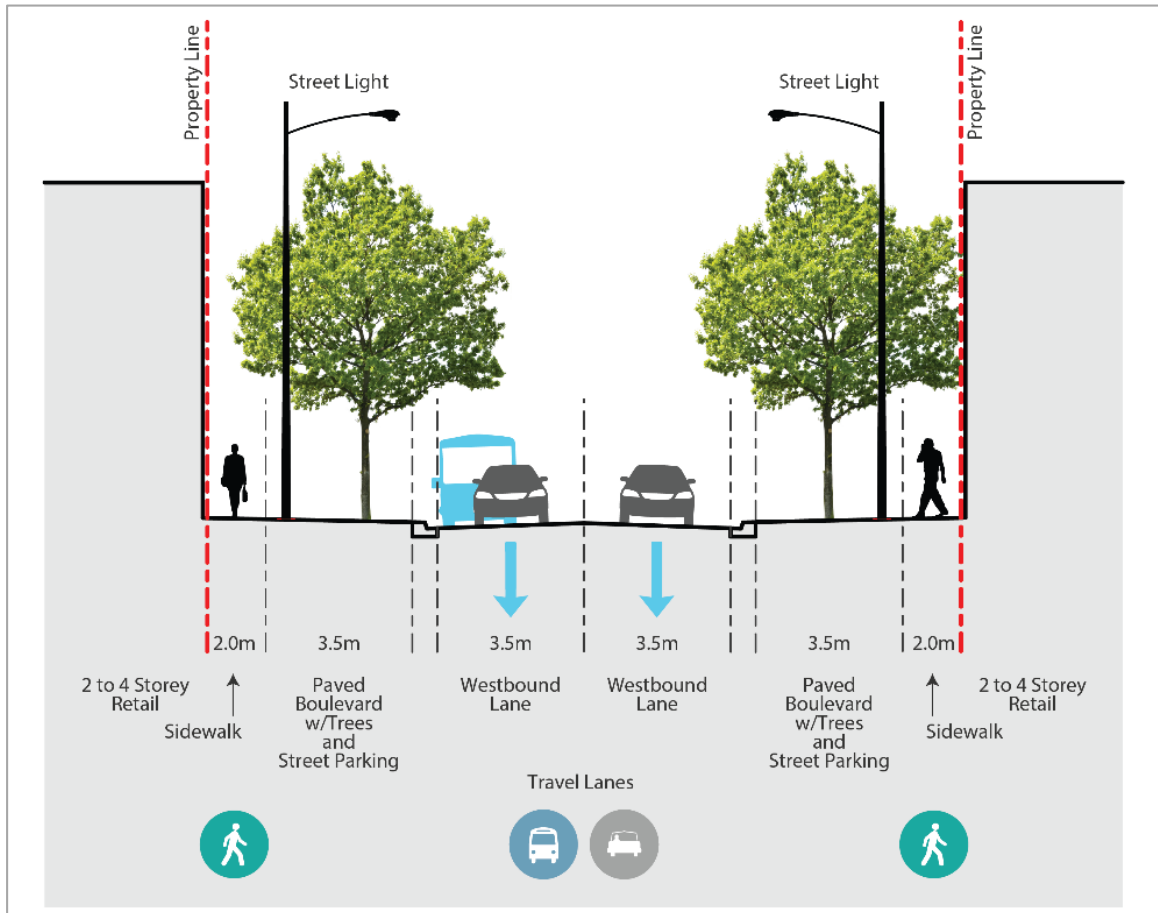 Property Line
Street Light
Street Light
Property Line
2.0m
3.5m
3.5m
3.5m
3.5m
2.0m
2 to 4 Storey
Retail
Sidewalk
Paved
Boulevard
w/Trees
and
Street Parking
Westbound
Lane
Westbound
Lane
Paved
Boulevard
w/Trees
and
Street Parking
Sidewalk
2 to 4 Storey
Retail
Travel Lanes